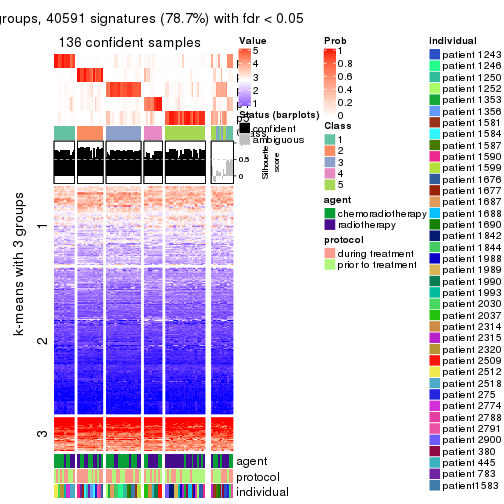 groups, 40591 signatures (78.7%) with fdr < 0.05
136 confident samples
k-means with 3 groups
1
2
3
Value
5
4
3
2
1
Status (barplots)
confident
ambiguous
1
0.5
0
Silhouette
score
agent
protocol
individual
Prob
1
0.8
0.6
0.4
0.2
0
Class
1
2
3
4
5
agent
chemoradiotherapy
radiotherapy
protocol
during treatment
prior to treatment
individual
patient 1243
patient 1246
patient 1250
patient 1252
patient 1353
patient 1356
patient 1581
patient 1584
patient 1587
patient 1590
patient 1599
patient 1676
patient 1677
patient 1687
patient 1688
patient 1690
patient 1842
patient 1844
patient 1988
patient 1989
patient 1990
patient 1993
patient 2030
patient 2037
patient 2314
patient 2315
patient 2320
patient 2509
patient 2512
patient 2518
patient 275
patient 2774
patient 2788
patient 2791
patient 2900
patient 380
patient 445
patient 783
patient1583